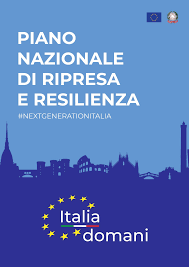 PIANO
NAZIONALE
DI RIPRESA
E RESILIENZA
#NEXTGENERATIONITALIA
Italia
domani